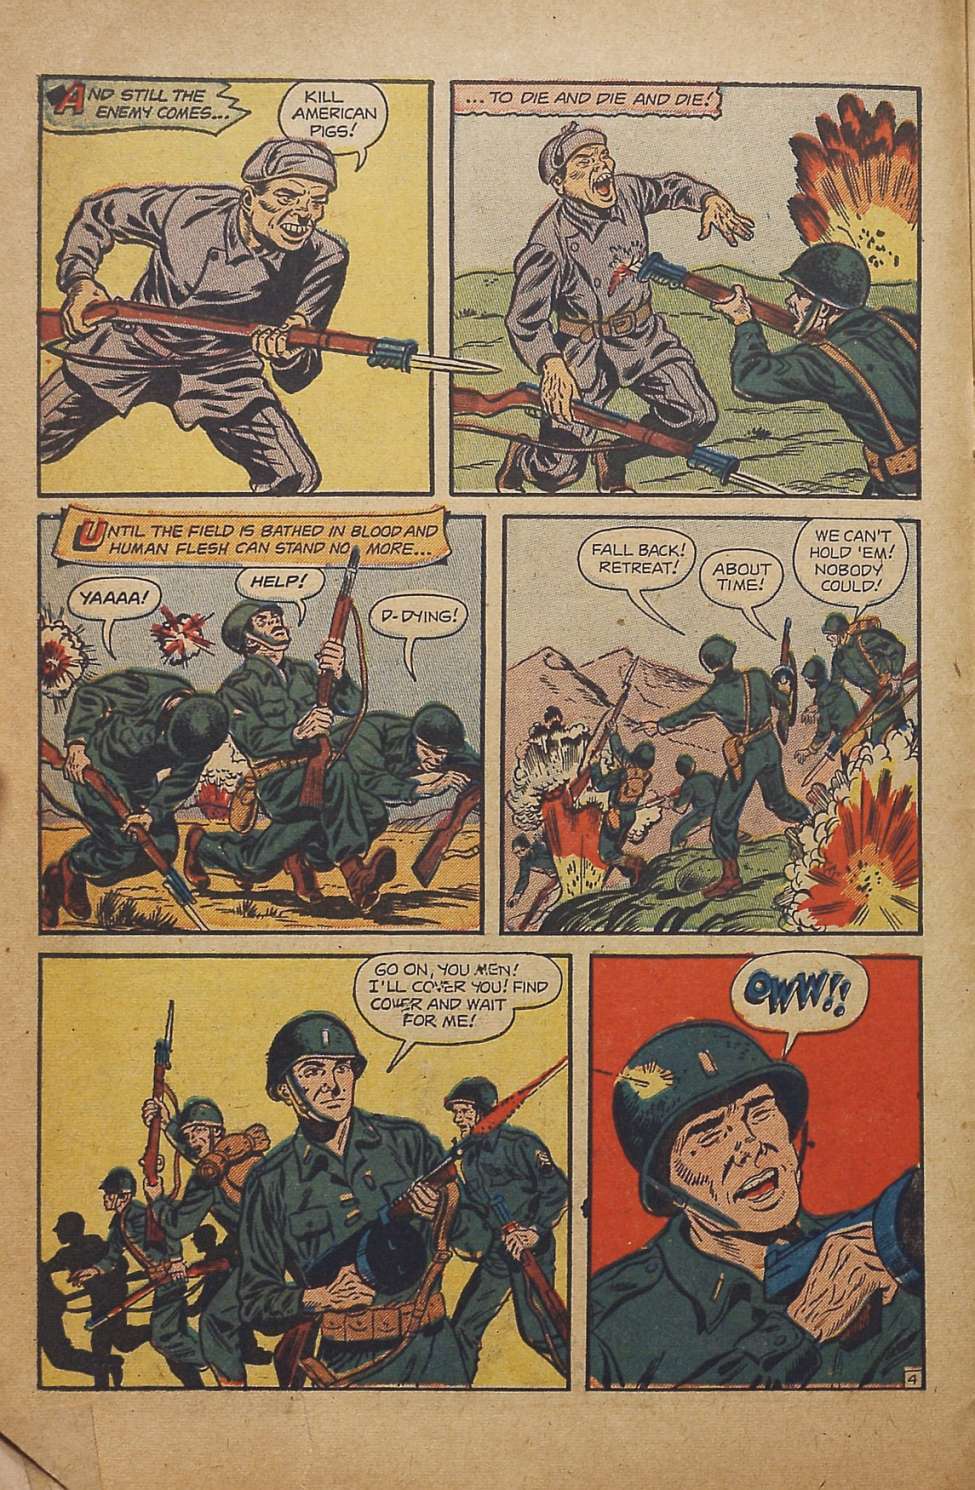 AND STILL THE
ENEMY COMES...
KILL
AMERICAN
PIGS!
...TO DIE AND DIE AND DIE!
UNTIL THE FIELD IS BATHED IN BLOOD AND
HUMAN FLESH CAN STAND NO MORE...
YAAAA!
HELP!
D-DYING!
FALL BACK!
RETREAT!
ABOUT
TIME!
WE CAN'T
HOLD 'EM!
NOBODY
COULD!
GO ON, YOU MEN!
I'LL COVER YOU! FIND
COVER AND WAIT
FOR ME!
OWW!!
4